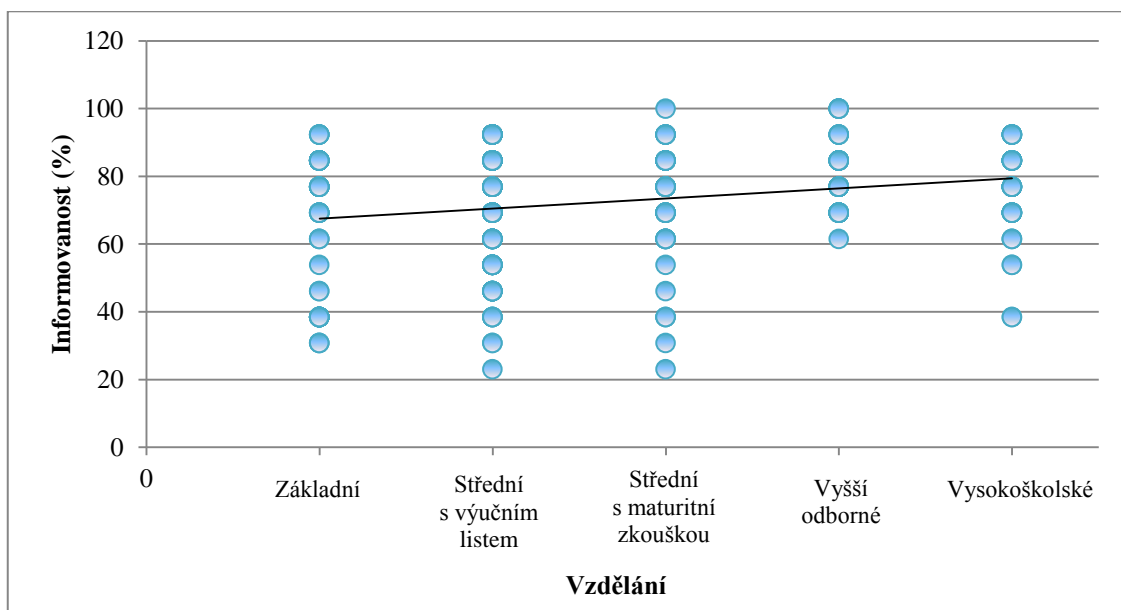 120
100
80
60
40
20
0
Informovanost (%)
0
Základní
Střední
s výučním
listem
Střední
s maturitní
zkouškou
Vyšší
odborné
Vysokoškolské
Vzdělání